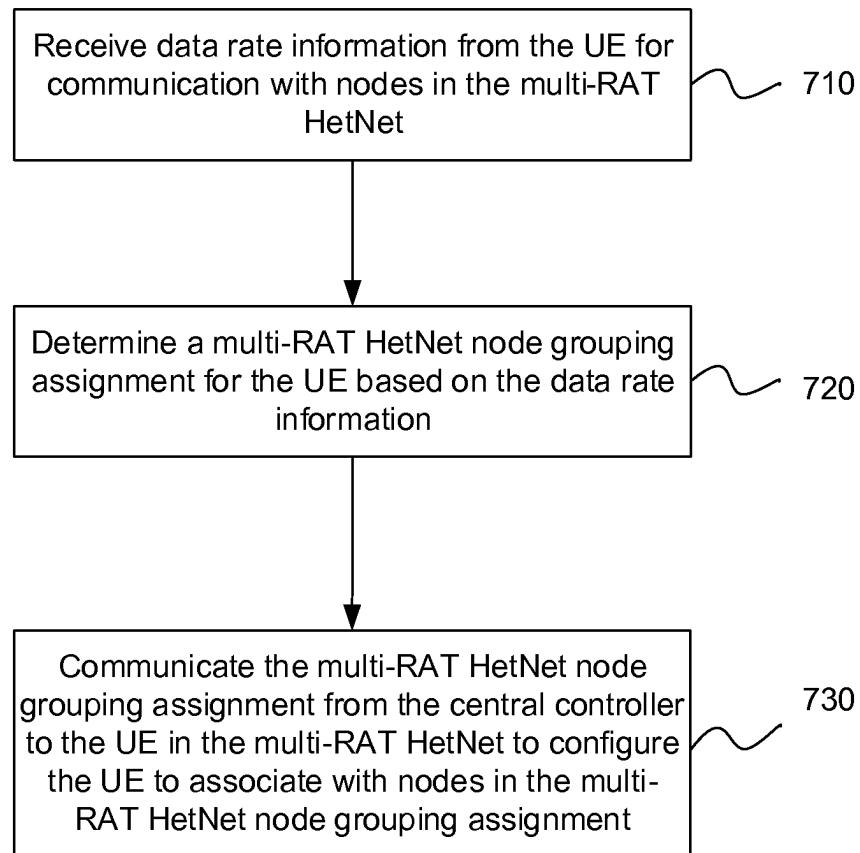 Receive data rate information from the UE for
communication with nodes in the multi-RAT
HetNet
710
Determine a multi-RAT HetNet node grouping
assignment for the UE based on the data rate
information
720
Communicate the multi-RAT HetNet node
grouping assignment from the central controller
to the UE in the multi-RAT HetNet to configure
the UE to associate with nodes in the multi-
RAT HetNet node grouping assignment
730